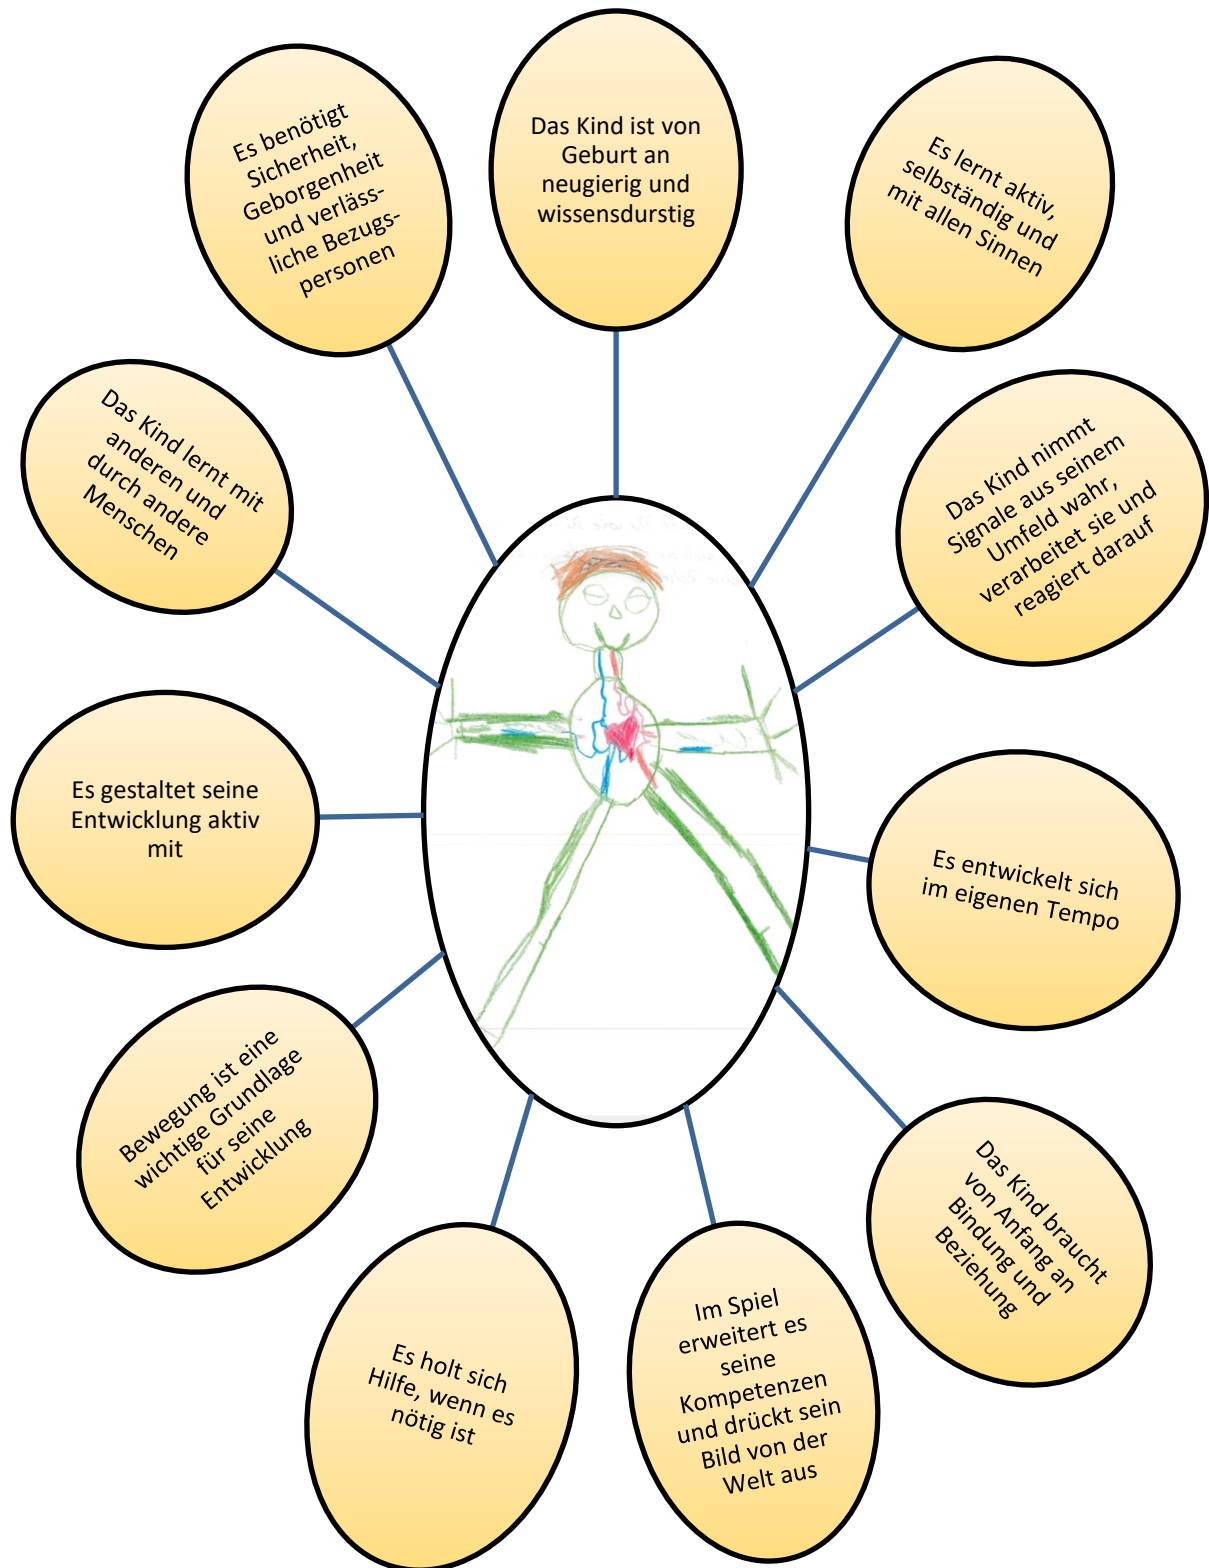 Das Kind ist von
Geburt an
neugierig und
wissensdurstig
Es lernt aktiv,
selbständig und
mit allen Sinnen
Das Kind nimmt
Signale aus seinem
Umfeld wahr,
verarbeitet sie und
reagiert darauf
Es entwickelt sich
im eigenen Tempo
Das Kind braucht
von Anfang an
Bindung und
Beziehung
Im Spiel
erweitert es
seine
Kompetenzen
und drückt sein
Bild von der
Welt aus
Es holt sich
Hilfe, wenn es
nötig ist
Bewegung ist eine
wichtige Grundlage
für seine
Entwicklung
Es gestaltet seine
Entwicklung aktiv
mit
Das Kind lernt mit
anderen und
durch andere
Menschen
Es benötigt
Sicherheit,
Geborgenheit
und verläss-
liche Bezugs-
personen